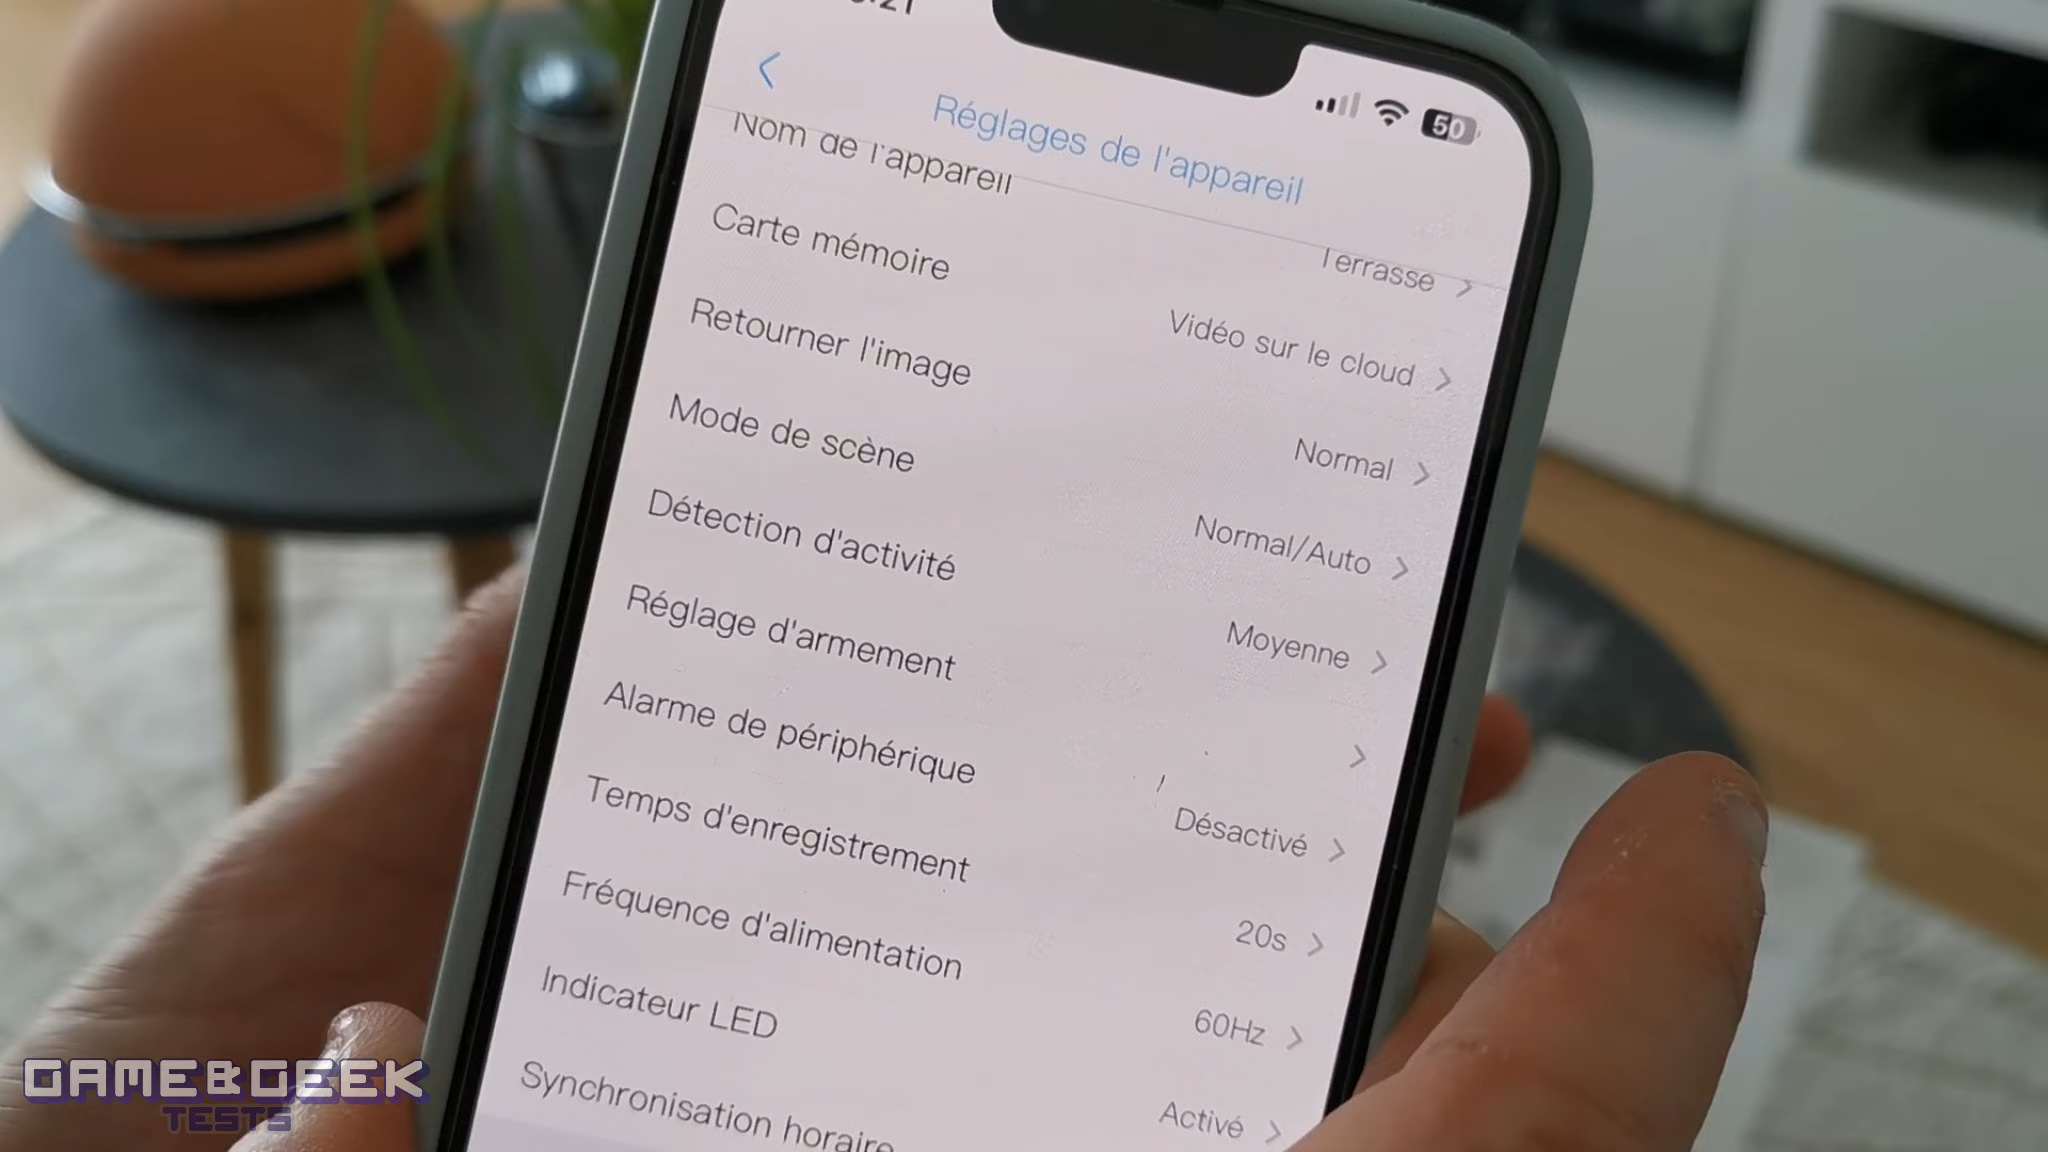 50
Réglages de l'appareil
Nom de l'appareil
Terrasse
Carte mémoire
Vidéo sur le cloud
Retourner l'image
Normal
Mode de scène
Normal/Auto
Détection d'activité
Moyenne
Réglage d'armement
Alarme de périphérique
Désactivé
Temps d'enregistrement
20s
Fréquence d'alimentation
60Hz
Indicateur LED
Activé
Synchronisation horaire
GAME&GEEK
TESTS